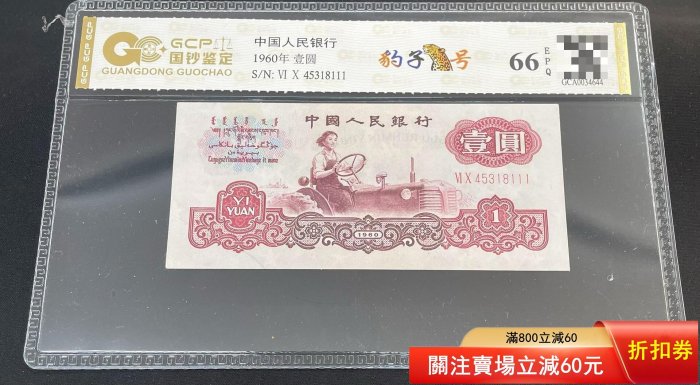 GCP
国钞鉴定
GUANGDONG GUOCHAO
中国人民银行
1960年 壹圆
S/N: VI X 45318111
豹子号
66 EPQ
GCA0034644
中國人民銀行
壹圓
VI X 45318111
YI
YUAN
1960
1
滿800立減60
關注賣場立減60元
折扣券